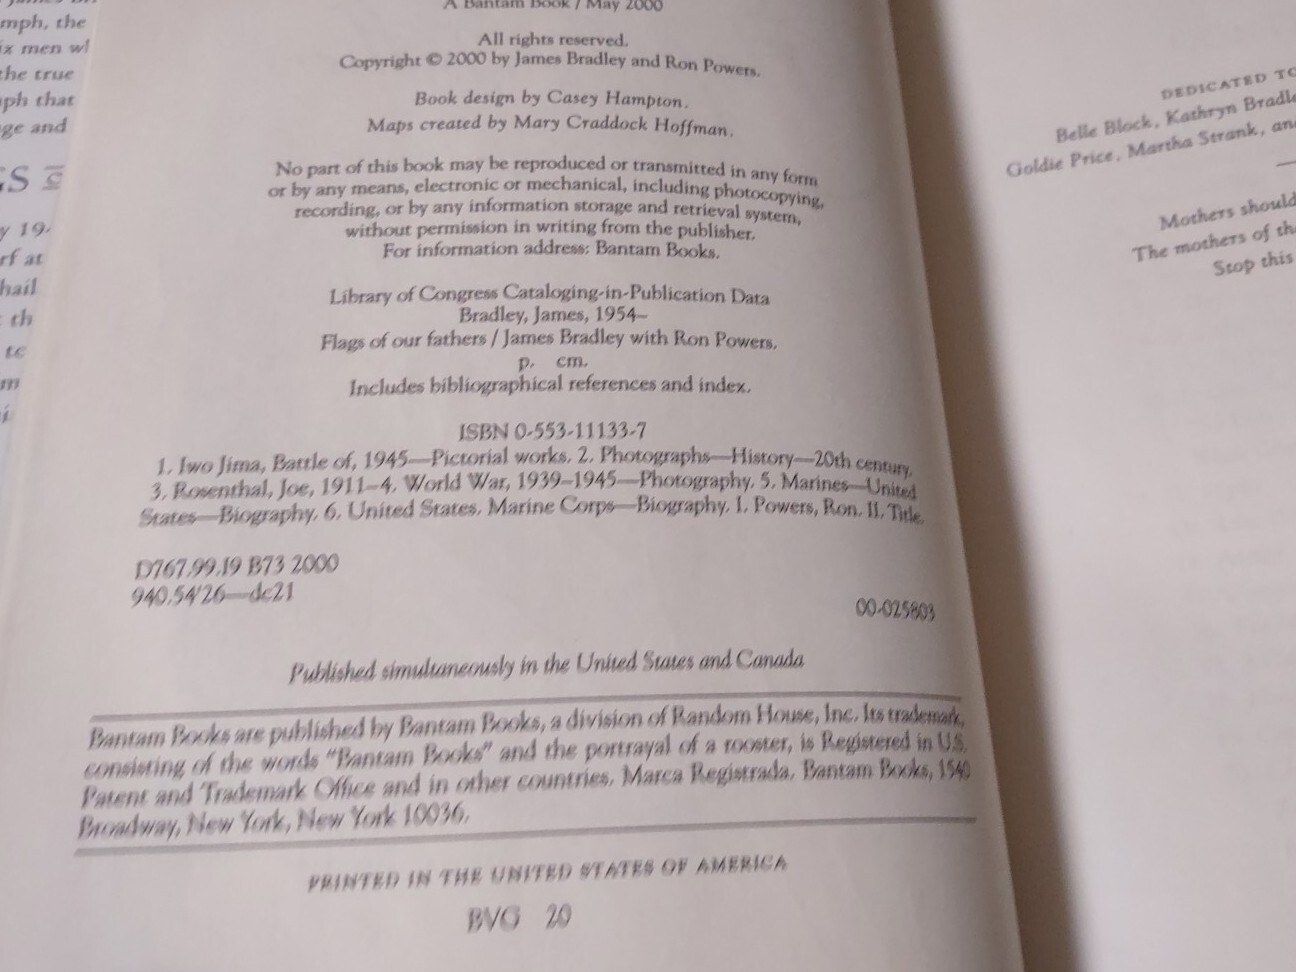 mph, the
men
the true
that
and
A Bantam Book / May 2000
All rights reserved.
Copyright © 2000 by James Bradley and Ron Powers.
Book design by Casey Hampton.
Maps created by Mary Craddock Hoffman.
No part of this book may be reproduced or transmitted in any form
or by any means, electronic or mechanical, including photocopying,
recording, or by any information storage and retrieval system,
without permission in writing from the publisher.
For information address: Bantam Books.
Library of Congress Cataloging-in-Publication Data
Bradley, James, 1954–
Flags of our fathers / James Bradley with Ron Powers.
p. cm.
Includes bibliographical references and index.
ISBN 0-553-11133-7
1. Iwo Jima, Battle of, 1945—Pictorial works. 2. Photographs—History—20th century.
3. Rosenthal, Joe, 1911–4. World War, 1939–1945—Photography. 5. Marines—United
States—Biography. 6. United States. Marine Corps—Biography. I. Powers, Ron. II. Title.
D767.99.I9 B73 2000
940.54'26—dc21
00-025803
Published simultaneously in the United States and Canada
Bantam Books are published by Bantam Books, a division of Random House, Inc. Its trademark,
consisting of the words "Bantam Books" and the portrayal of a rooster, is Registered in U.S.
Patent and Trademark Office and in other countries. Marca Registrada. Bantam Books, 1540
Broadway, New York, New York 10036.
PRINTED IN THE UNITED STATES OF AMERICA
BVG 20
DEDICATED TO
Belle Block, Kathryn Bradle
Goldie Price, Martha Strank, an
Mothers should
The mothers of th
Stop this